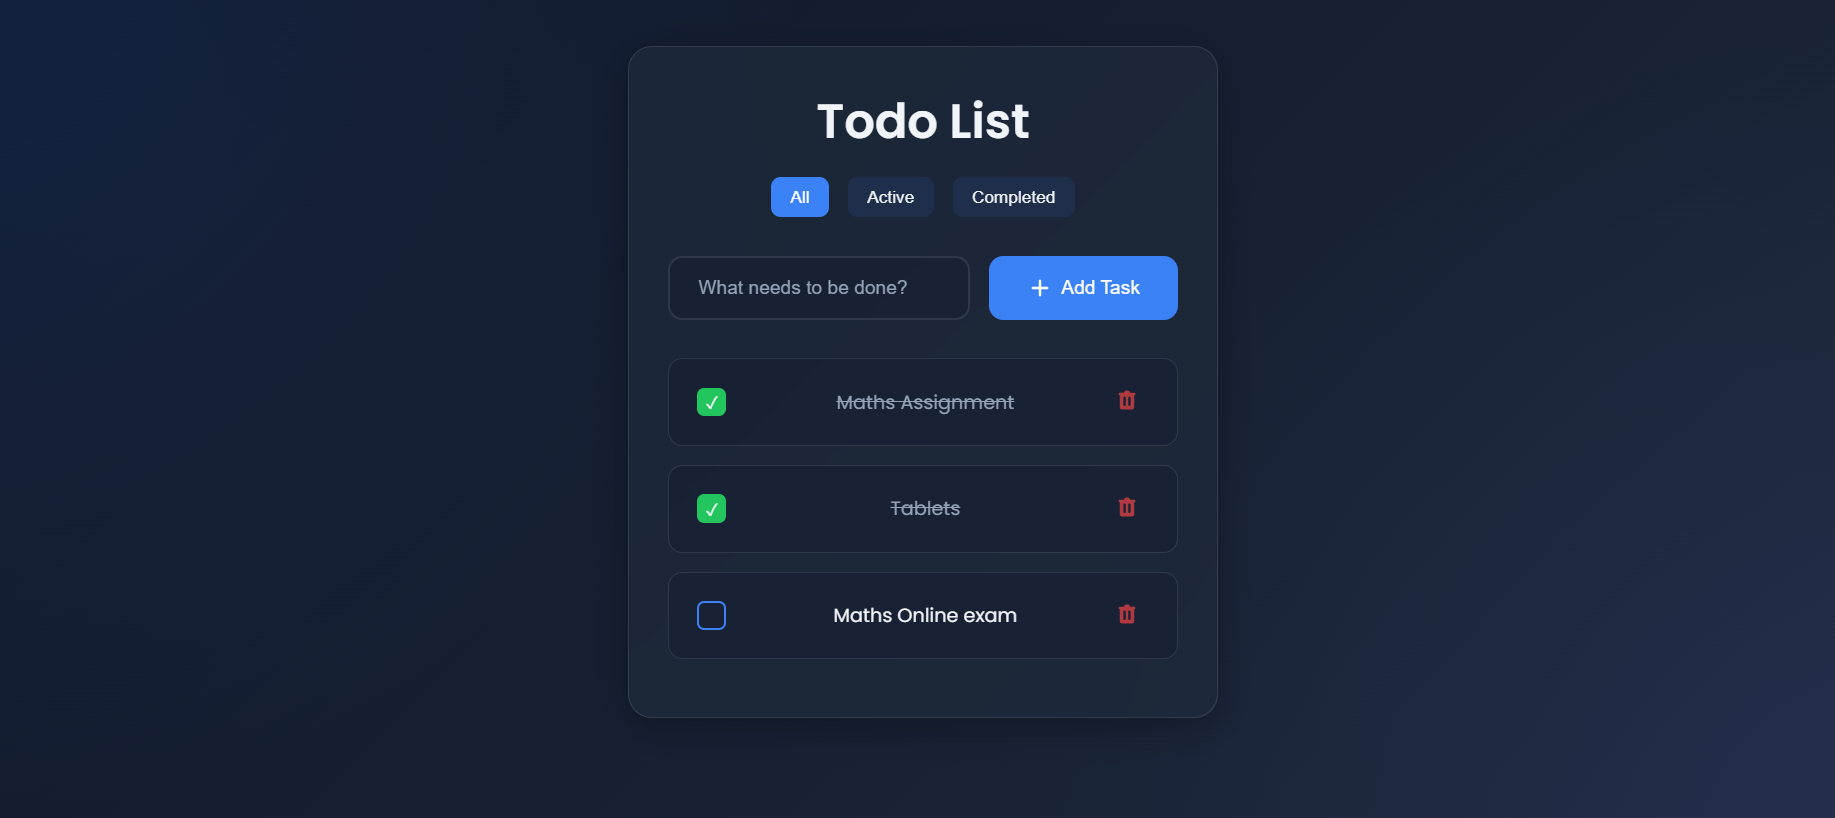 Todo List
All Active Completed
What needs to be done? + Add Task
Maths Assignment
Tablets
Maths Online exam